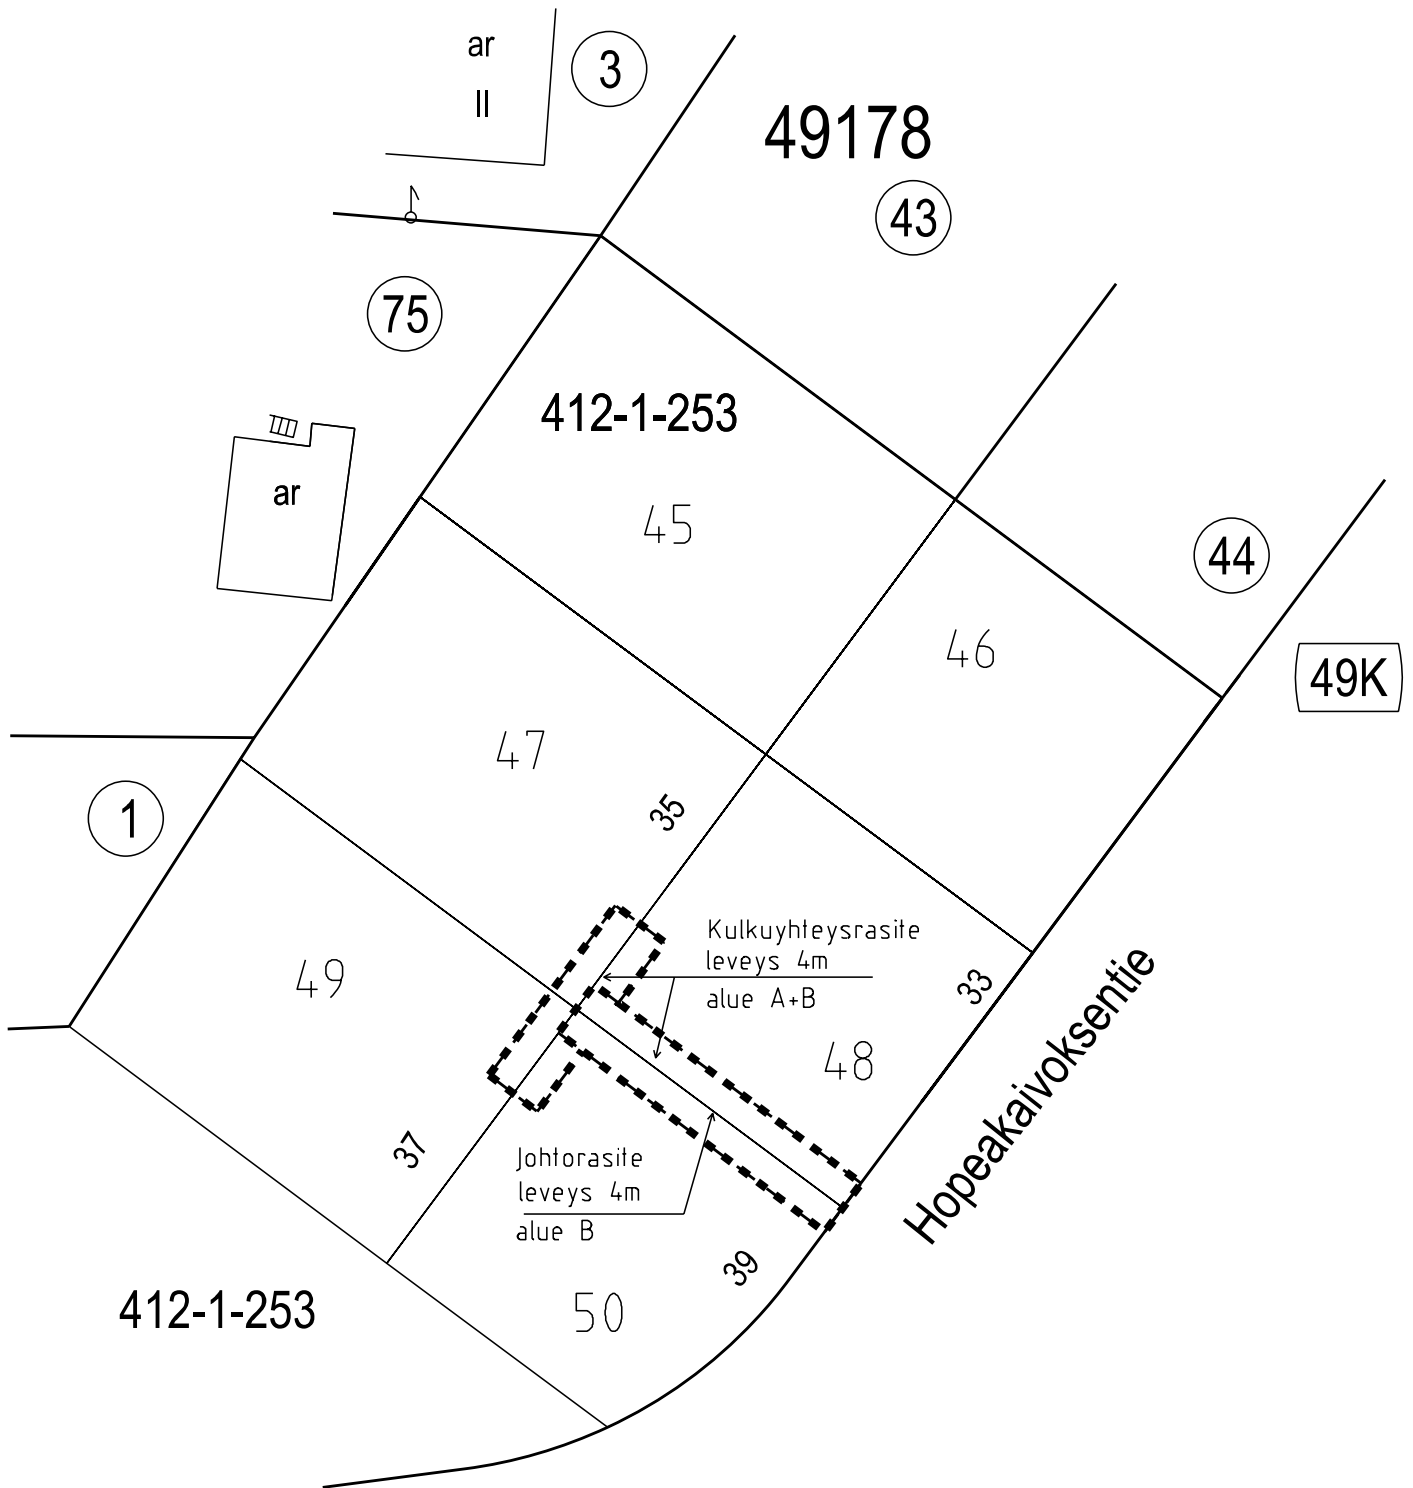 ar
II
3
49178
43
75
412-1-253
45
ar
44
46
49K
47
35
1
Kulkuyhteysrasite
leveys 4m
alue A+B
49
33
Hopeakaivoksentie
48
37
Johtorasite
leveys 4m
alue B
39
412-1-253
50